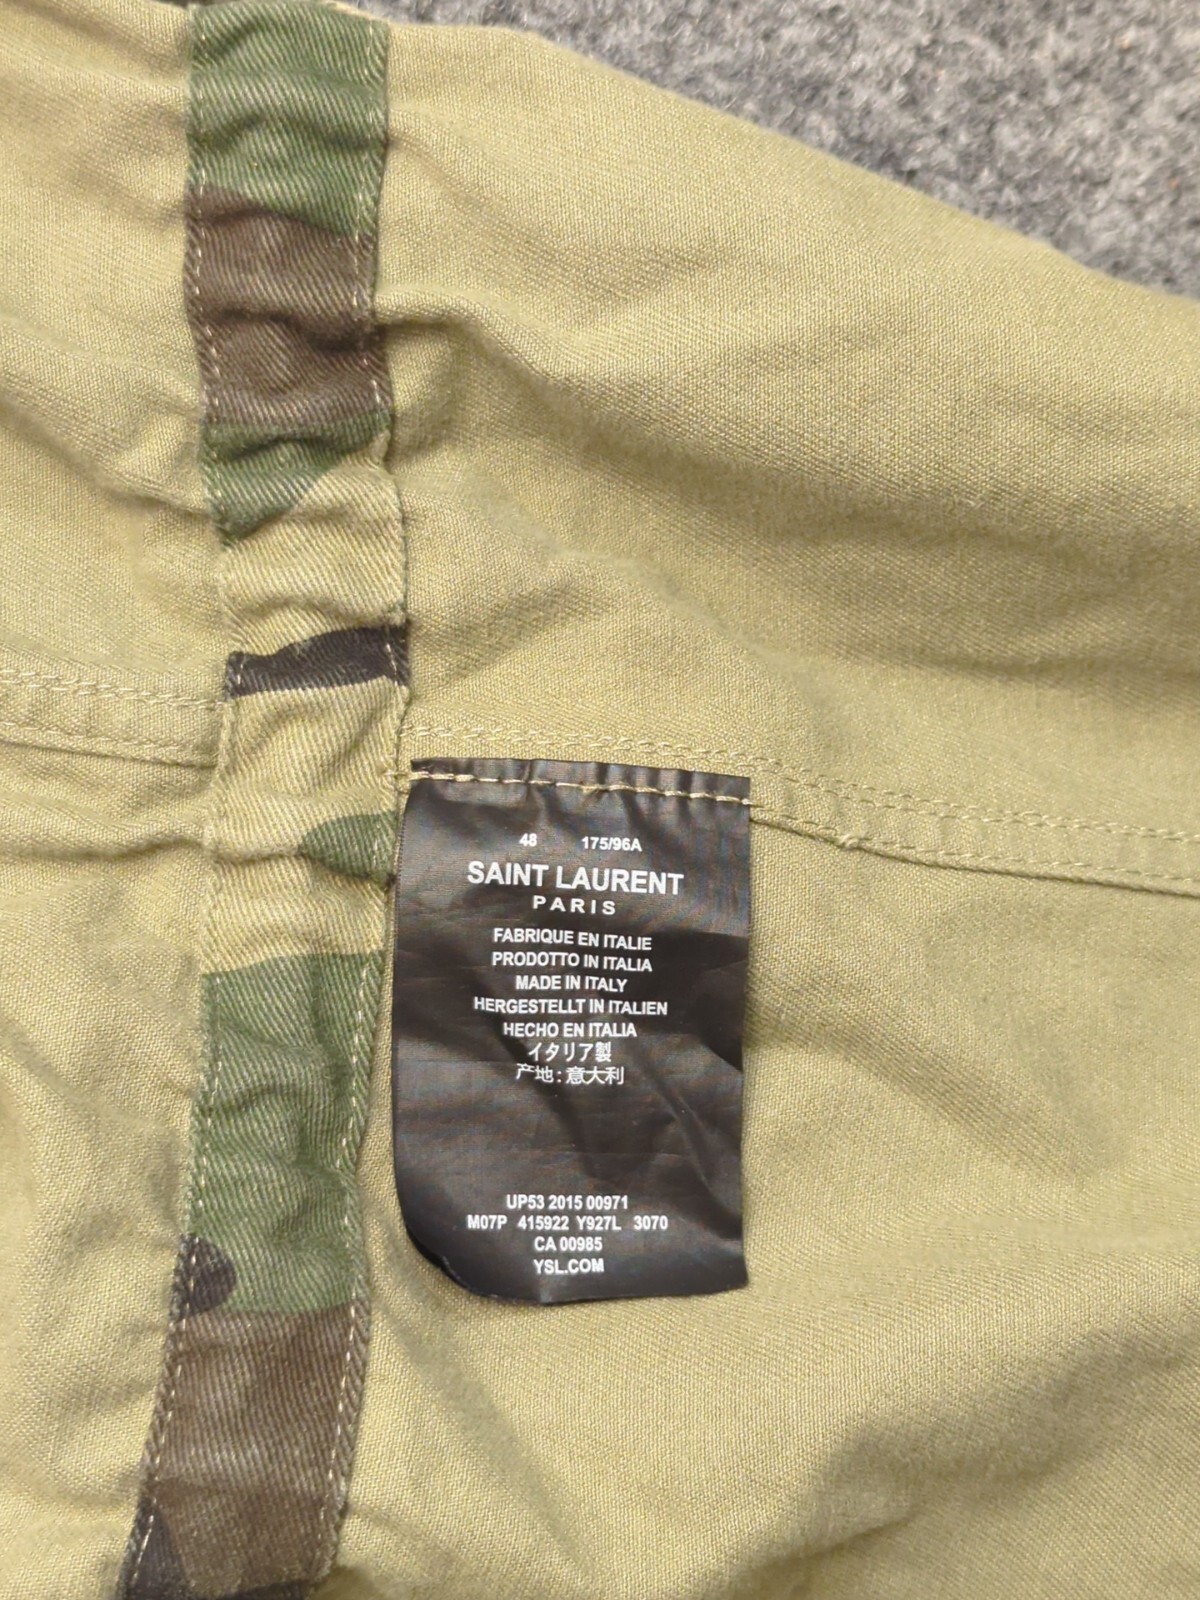 48 175/96A
SAINT LAURENT
PARIS
FABRIQUE EN ITALIE
PRODOTTO IN ITALIA
MADE IN ITALY
HERGESTELLT IN ITALIEN
HECHO EN ITALIA
イタリア製
产地:意大利
UP53 2015 00971
M07P 415922 Y927L 3070
CA 00985
YSL.COM